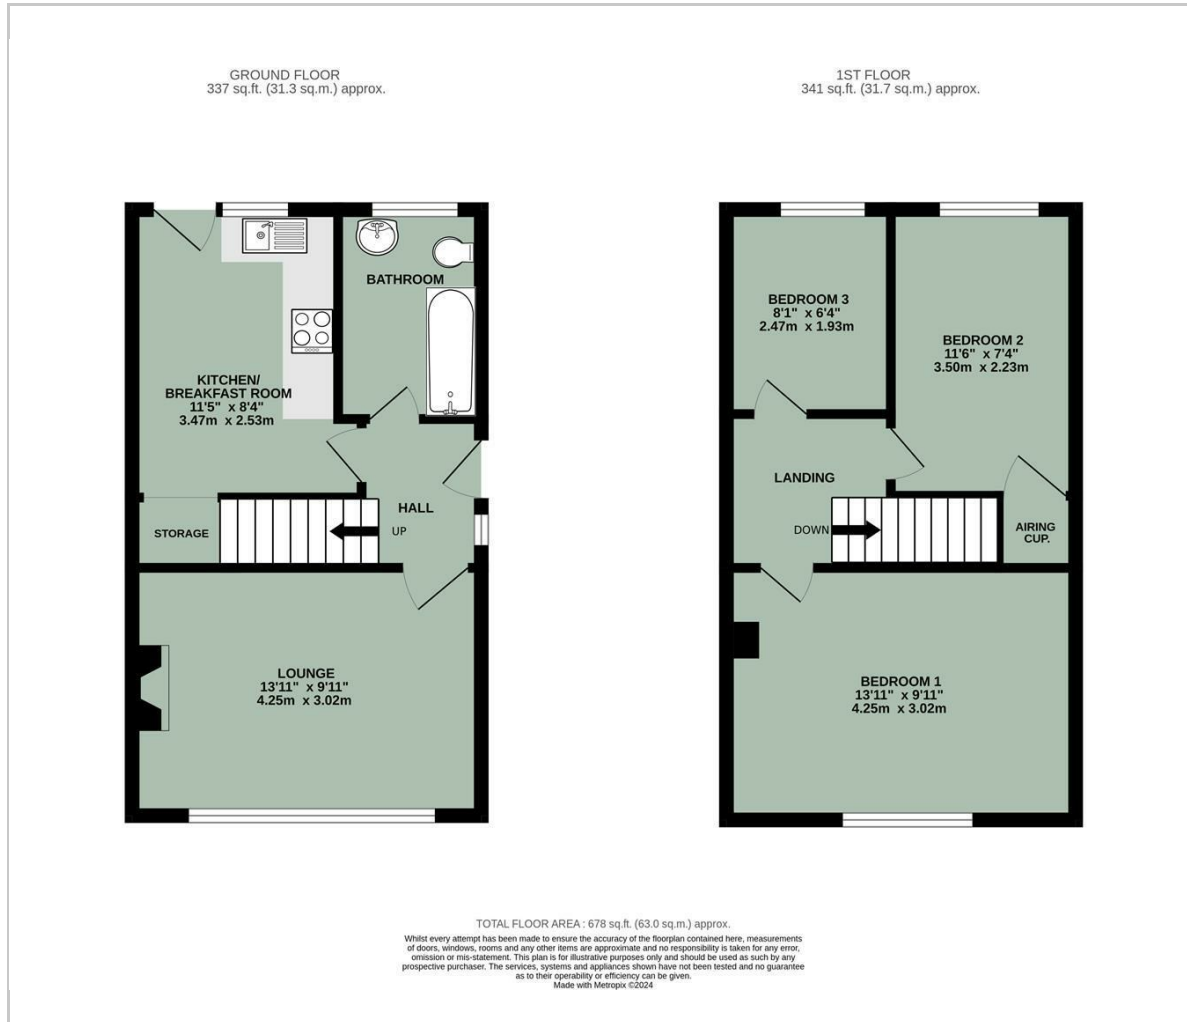 GROUND FLOOR
337 sq.ft. (31.3 sq.m.) approx.
BATHROOM
KITCHEN/
BREAKFAST ROOM
11'5" x 8'4"
3.47m x 2.53m
HALL
UP
STORAGE
LOUNGE
13'11" x 9'11"
4.25m x 3.02m
1ST FLOOR
341 sq.ft. (31.7 sq.m.) approx.
BEDROOM 3
8'1" x 6'4"
2.47m x 1.93m
BEDROOM 2
11'6" x 7'4"
3.50m x 2.23m
LANDING
DOWN
AIRING
CUP.
BEDROOM 1
13'11" x 9'11"
4.25m x 3.02m
TOTAL FLOOR AREA : 678 sq.ft. (63.0 sq.m.) approx.
Whilst every attempt has been made to ensure the accuracy of the floorplan contained here, measurements
of doors, windows, rooms and any other items are approximate and no responsibility is taken for any error,
omission or mis-statement. This plan is for illustrative purposes only and should be used as such by any
prospective purchaser. The services, systems and appliances shown have not been tested and no guarantee
as to their operability or efficiency can be given.
Made with Metropix ©2024